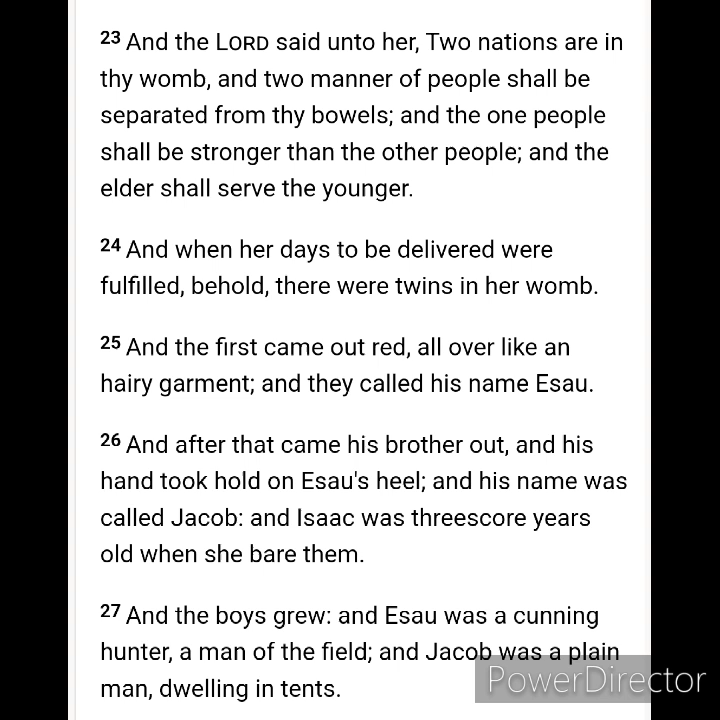 23 And the LORD said unto her, Two nations are in
thy womb, and two manner of people shall be
separated from thy bowels; and the one people
shall be stronger than the other people; and the
elder shall serve the younger.
24 And when her days to be delivered were
fulfilled, behold, there were twins in her womb.
25 And the first came out red, all over like an
hairy garment; and they called his name Esau.
26 And after that came his brother out, and his
hand took hold on Esau's heel; and his name was
called Jacob: and Isaac was threescore years
old when she bare them.
27 And the boys grew: and Esau was a cunning
hunter, a man of the field; and Jacob was a plain
man, dwelling in tents.
PowerDirector